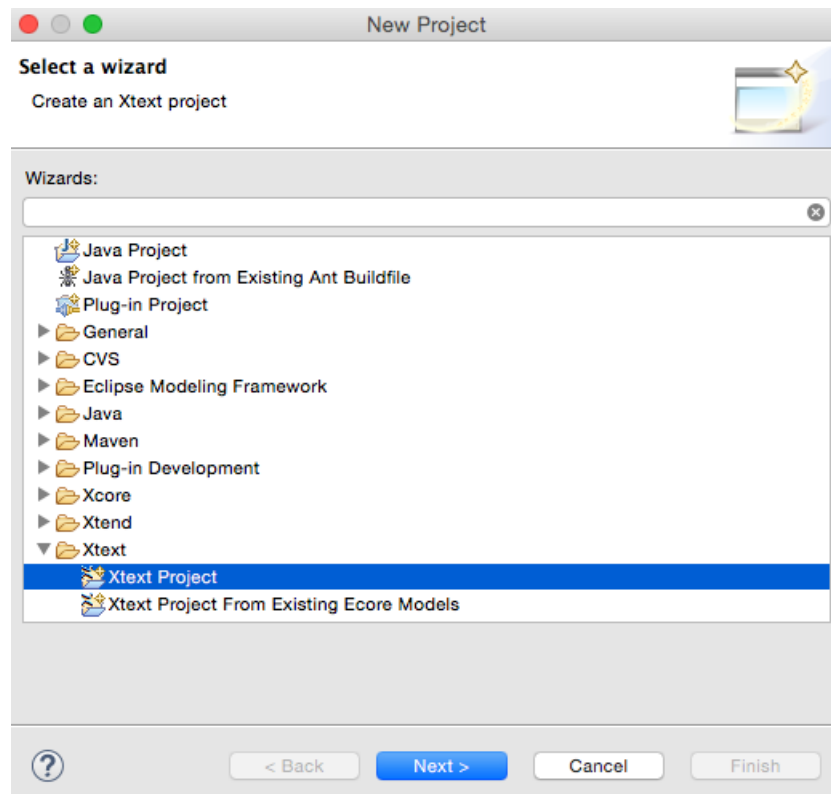 New Project
Select a wizard
Create an Xtext project
Wizards:
Java Project
Java Project from Existing Ant Buildfile
Plug-in Project
General
CVS
Eclipse Modeling Framework
Java
Maven
Plug-in Development
Xcore
Xtend
Xtext
Xtext Project
Xtext Project From Existing Ecore Models
? < Back Next > Cancel Finish